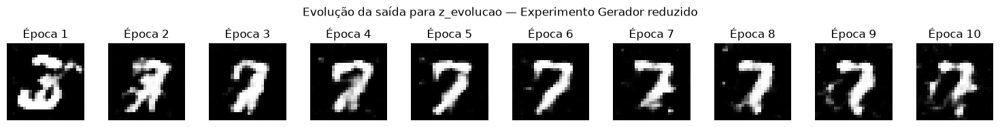 Evolução da saída para z_evolucao — Experimento Gerador reduzido
Época 1 Época 2 Época 3 Época 4 Época 5 Época 6 Época 7 Época 8 Época 9 Época 10